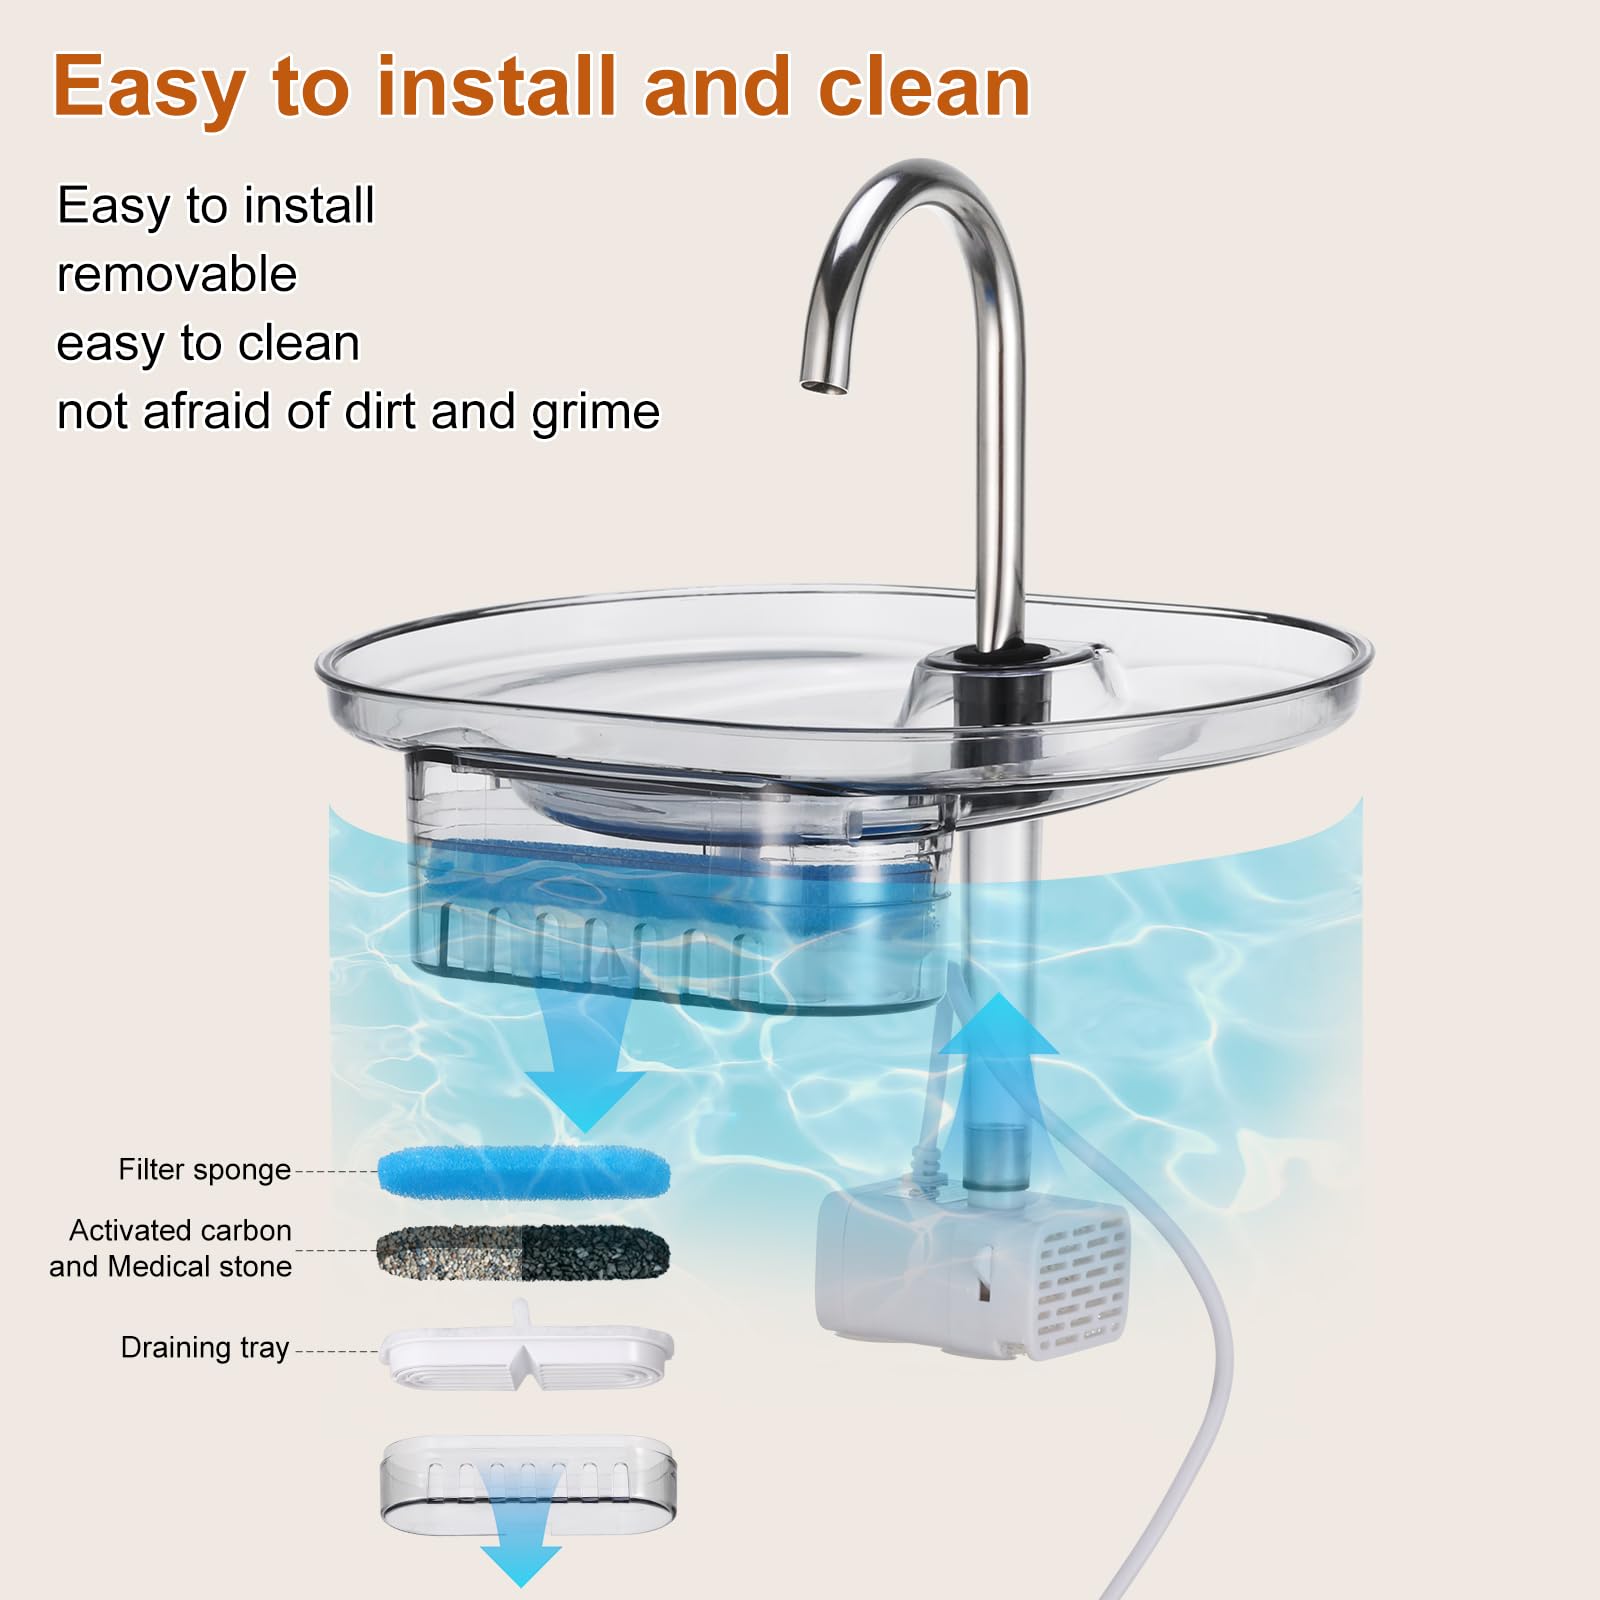 Easy to install and clean
Easy to install
removable
easy to clean
not afraid of dirt and grime
Filter sponge
Activated carbon
and Medical stone
Draining tray